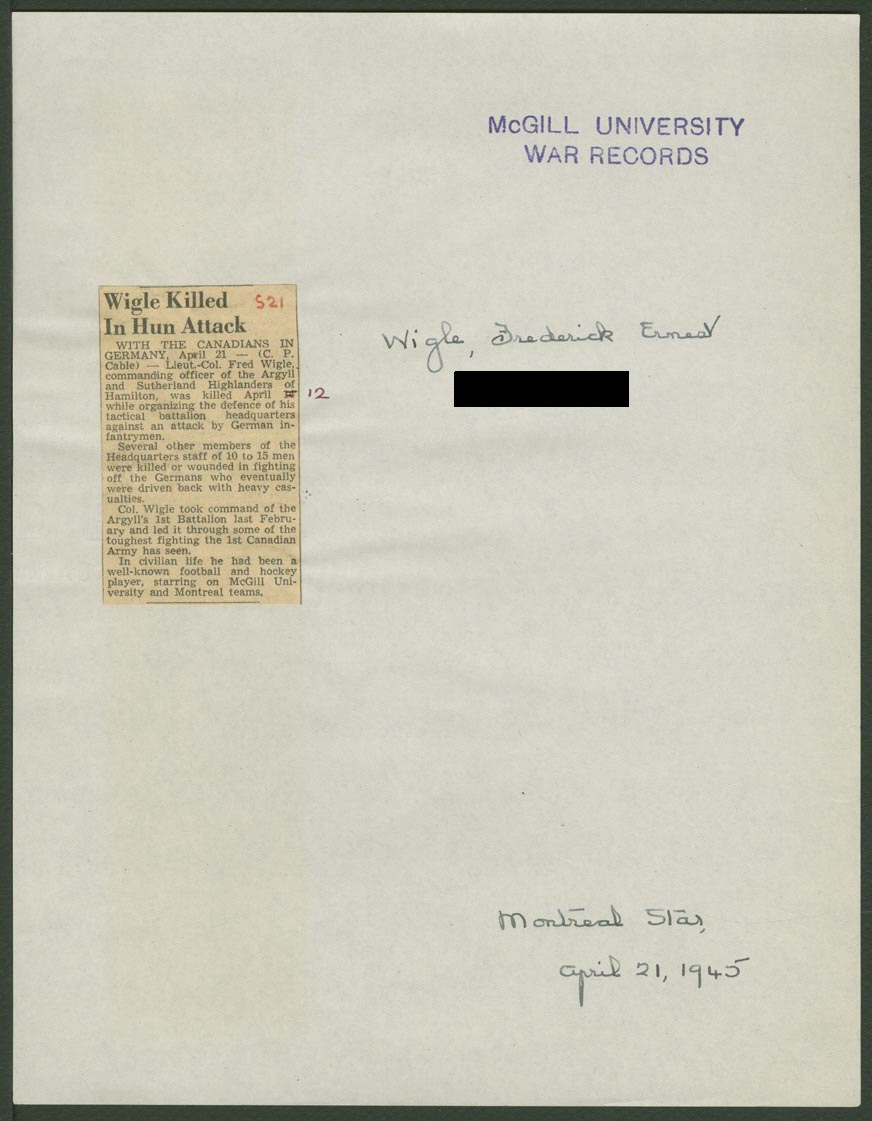 McGILL UNIVERSITY
WAR RECORDS
Wigle Killed 521
In Hun Attack
WITH THE CANADIANS IN
GERMANY, April 21 — (C. P.
Cable) — Lieut.-Col. Fred Wigle,
commanding officer of the Argyll
and Sutherland Highlanders of
Hamilton, was killed April 12
while organizing the defence of his
tactical battalion headquarters
against an attack by German in-
fantrymen.
Several other members of the
Headquarters staff of 10 to 15 men
were killed or wounded in fighting
off the Germans who eventually
were driven back with heavy cas-
ualties.
Col. Wigle took command of the
Argyll's 1st Battalion last Febru-
ary and led it through some of the
toughest fighting the 1st Canadian
Army has seen.
In civilian life he had been a
well-known football and hockey
player, starring on McGill Uni-
versity and Montreal teams.
Wigle, Frederick Ernest
Montreal Star,
April 21, 1945